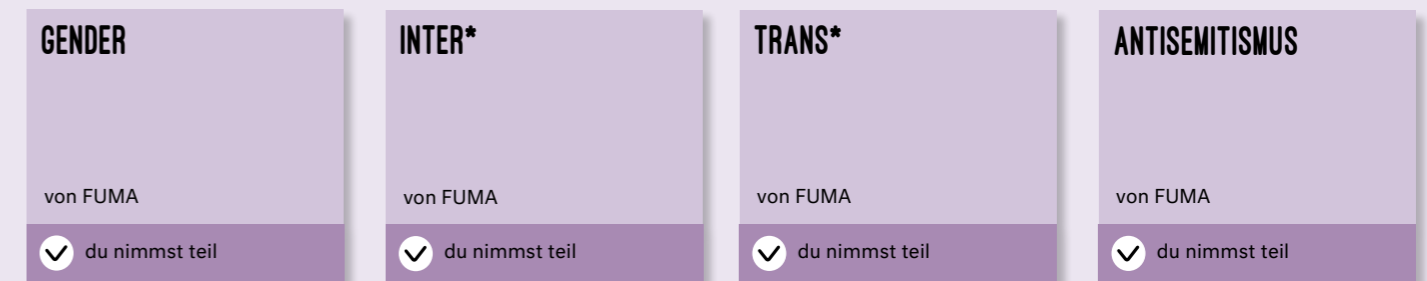 GENDER
von FUMA
du nimmst teil
INTER*
von FUMA
du nimmst teil
TRANS*
von FUMA
du nimmst teil
ANTISEMITISMUS
von FUMA
du nimmst teil